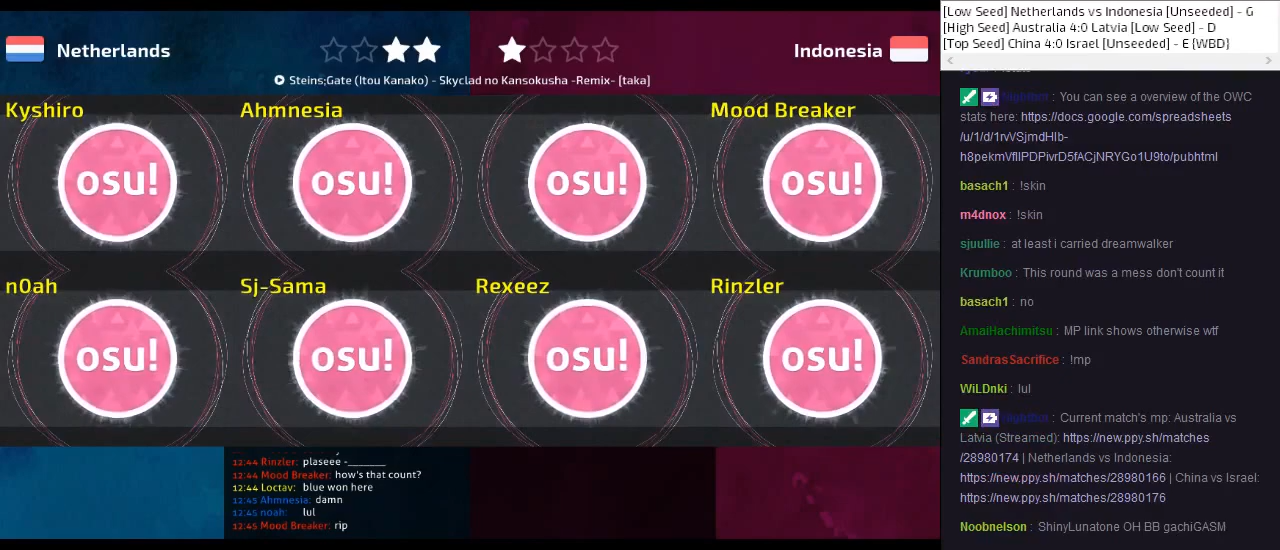 Netherlands
Indonesia
Steins;Gate (Itou Kanako) - Skyclad no Kansokusha -Remix- [taka]
Kyshiro
Ahmnesia
Mood Breaker
osu!
osu!
osu!
osu!
n0ah
Sj-Sama
Rexeez
Rinzler
osu!
osu!
osu!
osu!
12:44 Rinzler: plaseee -_______
12:44 Mood Breaker: how's that count?
12:44 Loctav: blue won here
12:45 Ahmnesia: damn
12:45 noah: lul
12:45 Mood Breaker: rip
[Low Seed] Netherlands vs Indonesia [Unseeded] - G
[High Seed] Australia 4:0 Latvia [Low Seed] - D
[Top Seed] China 4:0 Israel [Unseeded] - E {WBD}
: You can see a overview of the OWC
stats here: https://docs.google.com/spreadsheets
/u/1/d/1rvVSjmdHIb-
h8pekmVflIPDPivrD5fACjNRYGo1U9to/pubhtml
basach1 : !skin
m4dnox : !skin
sjuullie : at least i carried dreamwalker
Krumboo : This round was a mess don't count it
basach1 : no
AmaiHachimitsu : MP link shows otherwise wtf
SandrasSacrifice : !mp
WiLDnki : lul
: Current match's mp: Australia vs
Latvia (Streamed): https://new.ppy.sh/matches
/28980174 | Netherlands vs Indonesia:
https://new.ppy.sh/matches/28980166 | China vs Israel:
https://new.ppy.sh/matches/28980176
Noobnelson : ShinyLunatone OH BB gachiGASM